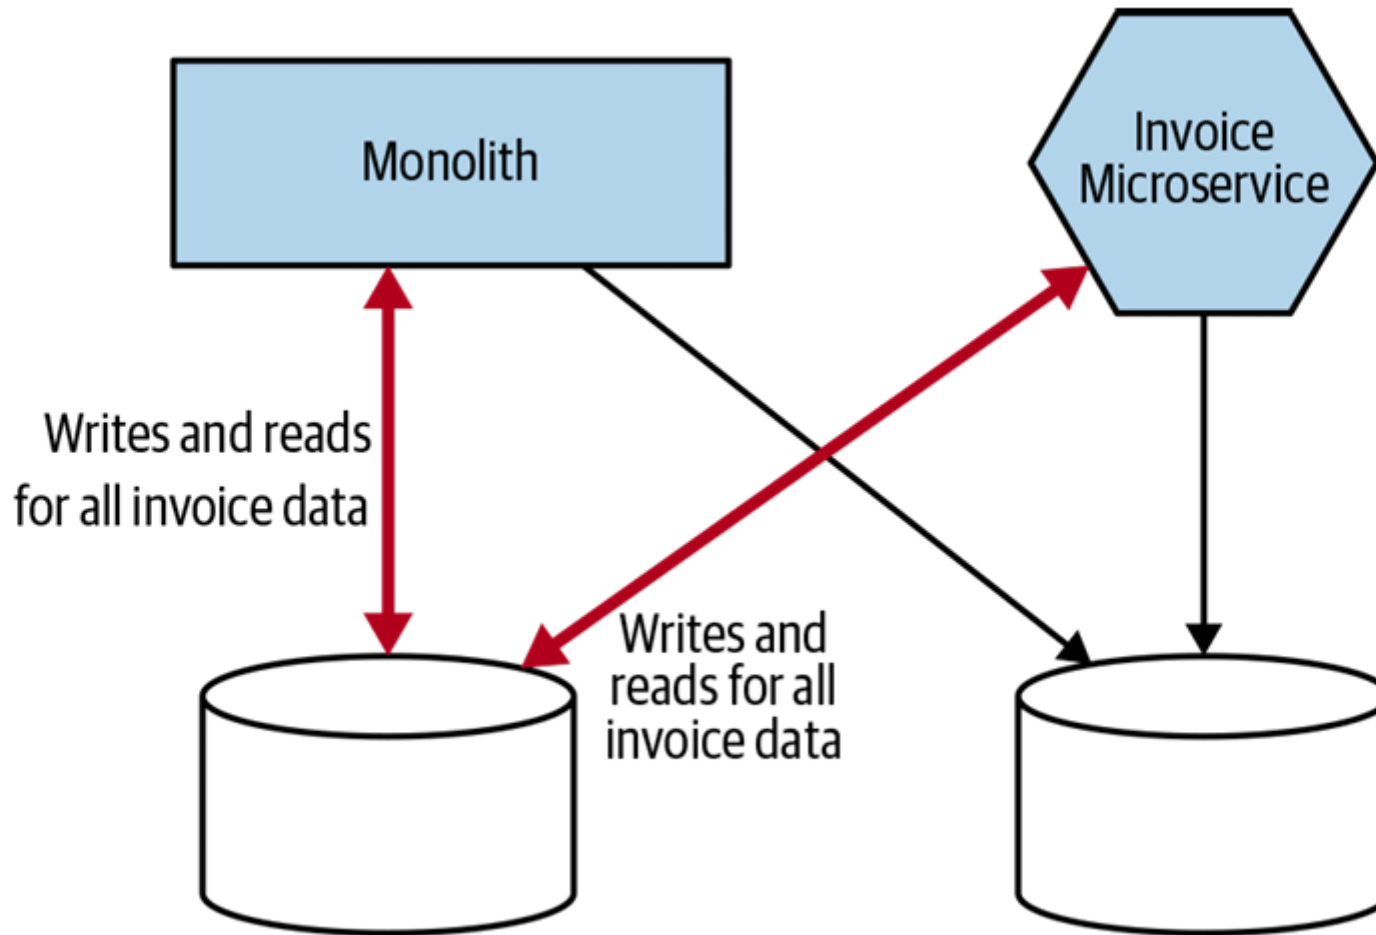 Monolith
Invoice
Microservice
Writes and reads
for all invoice data
Writes and
reads for all
invoice data